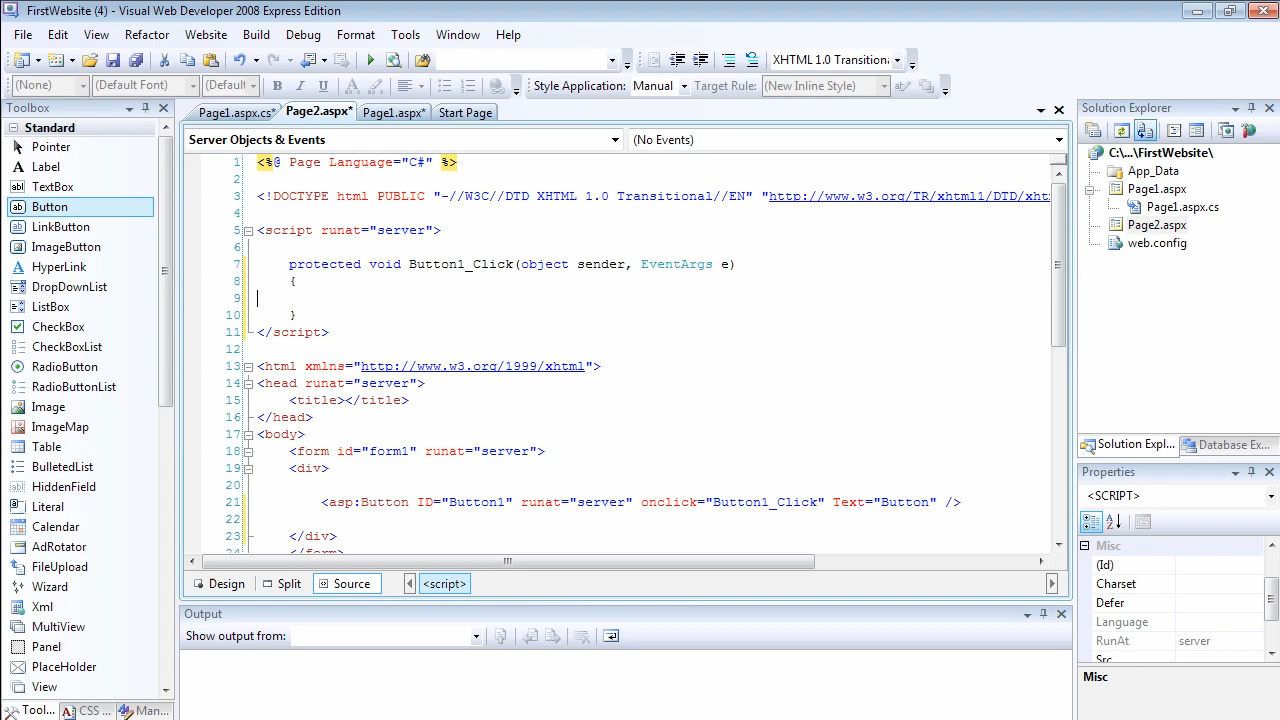 FirstWebsite (4) - Visual Web Developer 2008 Express Edition
File Edit View Refactor Website Build Debug Format Tools Window Help
XHTML 1.0 Transition
(None) (Default Font) (Default Style Application: Manual Target Rule: (New Inline Style)
Toolbox
Standard
Pointer
Label
TextBox
Button
LinkButton
ImageButton
HyperLink
DropDownList
ListBox
CheckBox
CheckBoxList
RadioButton
RadioButtonList
Image
ImageMap
Table
BulletedList
HiddenField
Literal
Calendar
AdRotator
FileUpload
Wizard
Xml
MultiView
Panel
PlaceHolder
View
Tool... CSS ... Man...
Page1.aspx.cs* Page2.aspx* Page1.aspx* Start Page
Server Objects & Events (No Events)
1 <%@ Page Language="C#" %>
2
3 <!DOCTYPE html PUBLIC "-//W3C//DTD XHTML 1.0 Transitional//EN" "http://www.w3.org/TR/xhtml1/DTD/xht
4
5 <script runat="server">
6
7 protected void Button1_Click(object sender, EventArgs e)
8 {
9
10 }
11 </script>
12
13 <html xmlns="http://www.w3.org/1999/xhtml">
14 <head runat="server">
15 <title></title>
16 </head>
17 <body>
18 <form id="form1" runat="server">
19 <div>
20
21 <asp:Button ID="Button1" runat="server" onclick="Button1_Click" Text="Button" />
22
23 </div>
24 </form>
Design Split Source <script>
Output
Show output from:
Solution Explorer
C:\...\FirstWebsite\
App_Data
Page1.aspx
Page1.aspx.cs
Page2.aspx
web.config
Solution Expl... Database Ex...
Properties
<SCRIPT>
Misc
(Id)
Charset
Defer
Language
RunAt server
Src
Misc